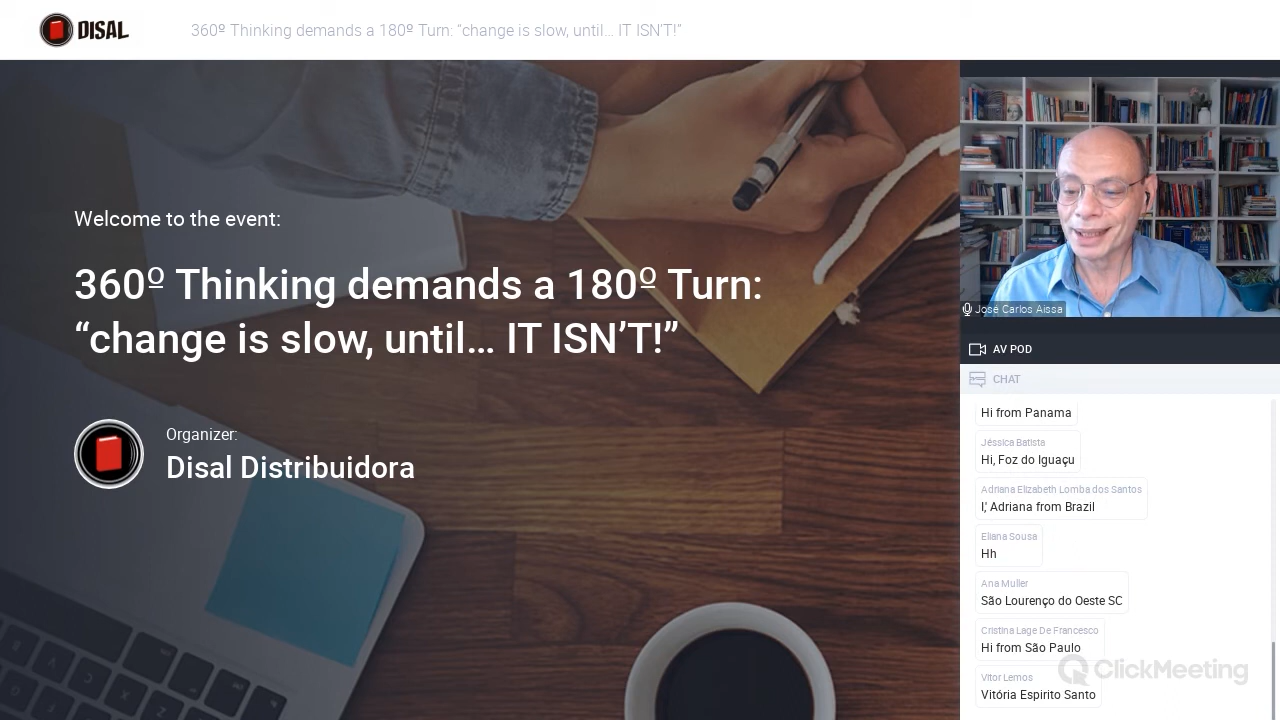 DISAL
360º Thinking demands a 180º Turn: “change is slow, until... IT ISN'T!”
Welcome to the event:
360º Thinking demands a 180º Turn:
“change is slow, until... IT ISN'T!”
Organizer:
Disal Distribuidora
José Carlos Aissa
AV POD
CHAT
Hi from Panama
Jéssica Batista
Hi, Foz do Iguaçu
Adriana Elizabeth Lomba dos Santos
I,' Adriana from Brazil
Eliana Sousa
Hh
Ana Muller
São Lourenço do Oeste SC
Cristina Lage De Francesco
Hi from São Paulo
Vitor Lemos
Vitória Espirito Santo
ClickMeeting